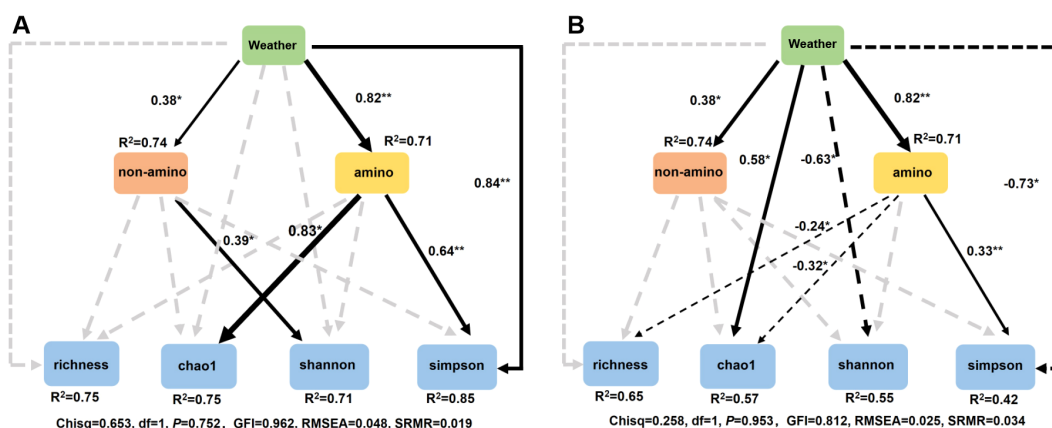 A
Weather
0.38*
0.82**
R²=0.74
R²=0.71
non-amino
amino
0.84**
0.39*
0.83*
0.64**
richness
chao1
shannon
simpson
R²=0.75
R²=0.75
R²=0.71
R²=0.85
Chisq=0.653, df=1, P=0.752, GFI=0.962, RMSEA=0.048, SRMR=0.019
B
Weather
0.38*
0.82**
R²=0.74
R²=0.71
0.58*
-0.63*
non-amino
amino
-0.73*
-0.24*
-0.32*
0.33**
richness
chao1
shannon
simpson
R²=0.65
R²=0.57
R²=0.55
R²=0.42
Chisq=0.258, df=1, P=0.953, GFI=0.812, RMSEA=0.025, SRMR=0.034